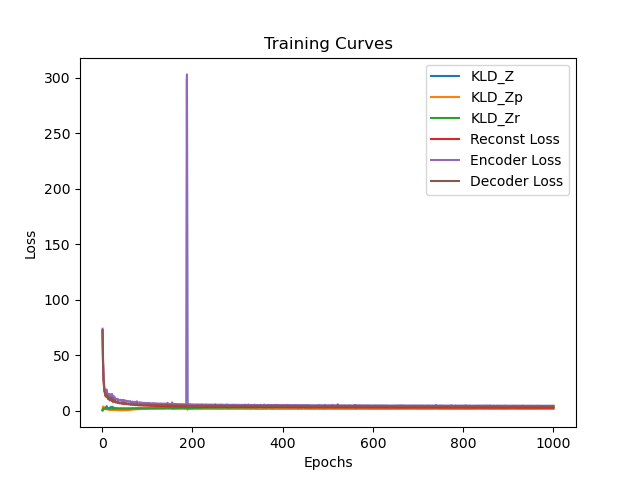 Training Curves
KLD_Z
KLD_Zp
KLD_Zr
Reconst Loss
Encoder Loss
Decoder Loss
300
250
200
150
100
50
0
Loss
0 200 400 600 800 1000
Epochs